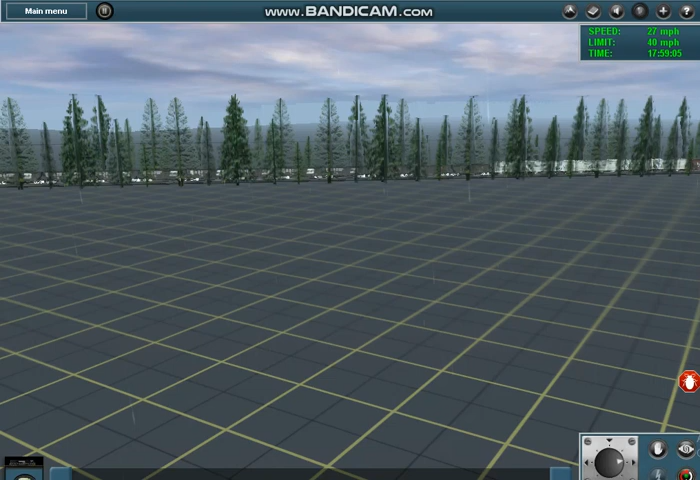 Main menu
www.BANDICAM.com
SPEED: 27 mph
LIMIT: 40 mph
TIME: 17:59:05